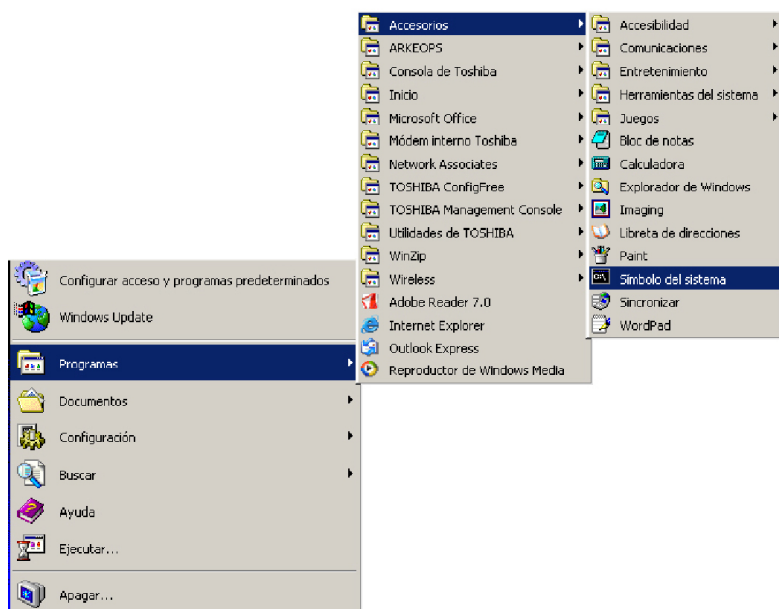 Configurar acceso y programas predeterminados
Windows Update
Programas
Documentos
Configuración
Buscar
Ayuda
Ejecutar...
Apagar...
Accesorios
ARKEOPS
Consola de Toshiba
Inicio
Microsoft Office
Módem interno Toshiba
Network Associates
TOSHIBA ConfigFree
TOSHIBA Management Console
Utilidades de TOSHIBA
WinZip
Wireless
Adobe Reader 7.0
Internet Explorer
Outlook Express
Reproductor de Windows Media
Accesibilidad
Comunicaciones
Entretenimiento
Herramientas del sistema
Juegos
Bloc de notas
Calculadora
Explorador de Windows
Imaging
Libreta de direcciones
Paint
Símbolo del sistema
Sincronizar
WordPad